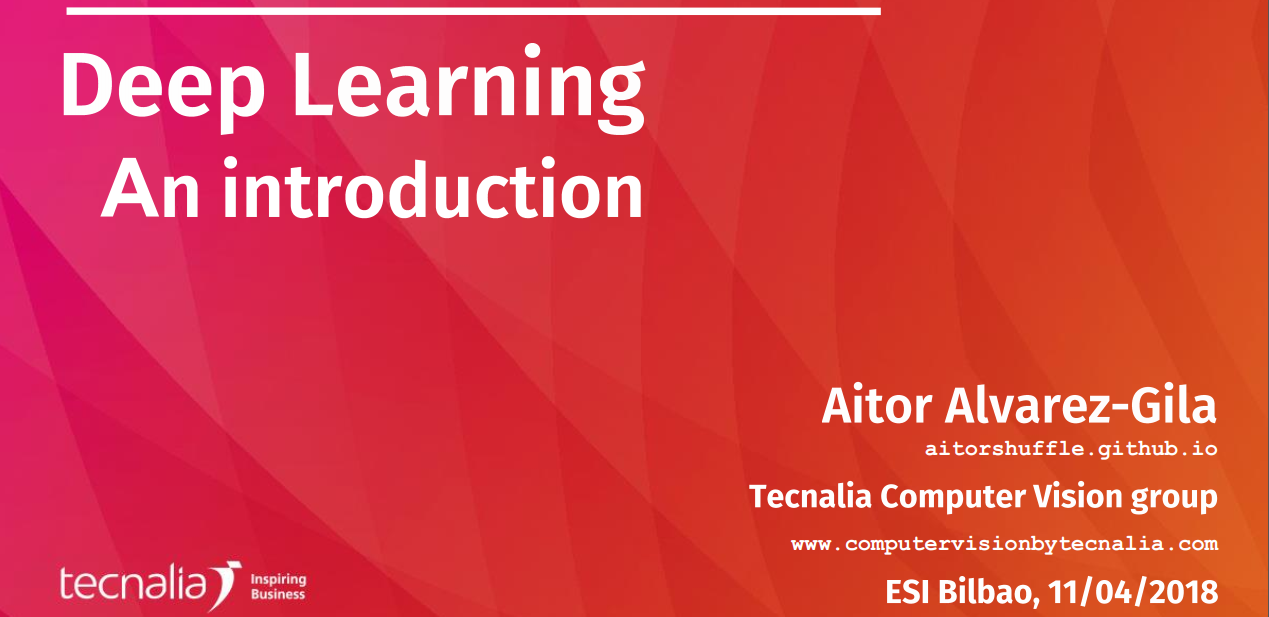 Deep Learning
An introduction
Aitor Alvarez-Gila
aitorshuffle.github.io
Tecnalia Computer Vision group
www.computervisionbytecnalia.com
ESI Bilbao, 11/04/2018
tecnalia Inspiring
Business